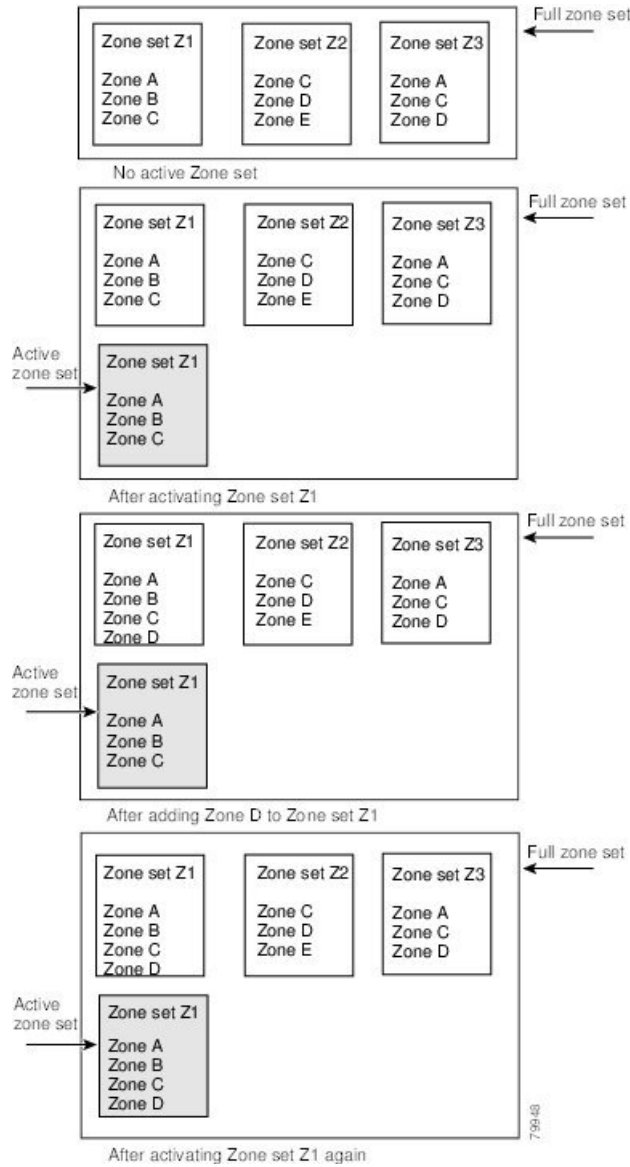 Full zone set
Zone set Z1
Zone A
Zone B
Zone C
Zone set Z2
Zone C
Zone D
Zone E
Zone set Z3
Zone A
Zone C
Zone D
No active Zone set
Full zone set
Zone set Z1
Zone A
Zone B
Zone C
Zone set Z2
Zone C
Zone D
Zone E
Zone set Z3
Zone A
Zone C
Zone D
Active
zone set
Zone set Z1
Zone A
Zone B
Zone C
After activating Zone set Z1
Full zone set
Zone set Z1
Zone A
Zone B
Zone C
Zone D
Zone set Z2
Zone C
Zone D
Zone E
Zone set Z3
Zone A
Zone C
Zone D
Active
zone set
Zone set Z1
Zone A
Zone B
Zone C
After adding Zone D to Zone set Z1
Full zone set
Zone set Z1
Zone A
Zone B
Zone C
Zone D
Zone set Z2
Zone C
Zone D
Zone E
Zone set Z3
Zone A
Zone C
Zone D
Active
zone set
Zone set Z1
Zone A
Zone B
Zone C
Zone D
79948
After activating Zone set Z1 again